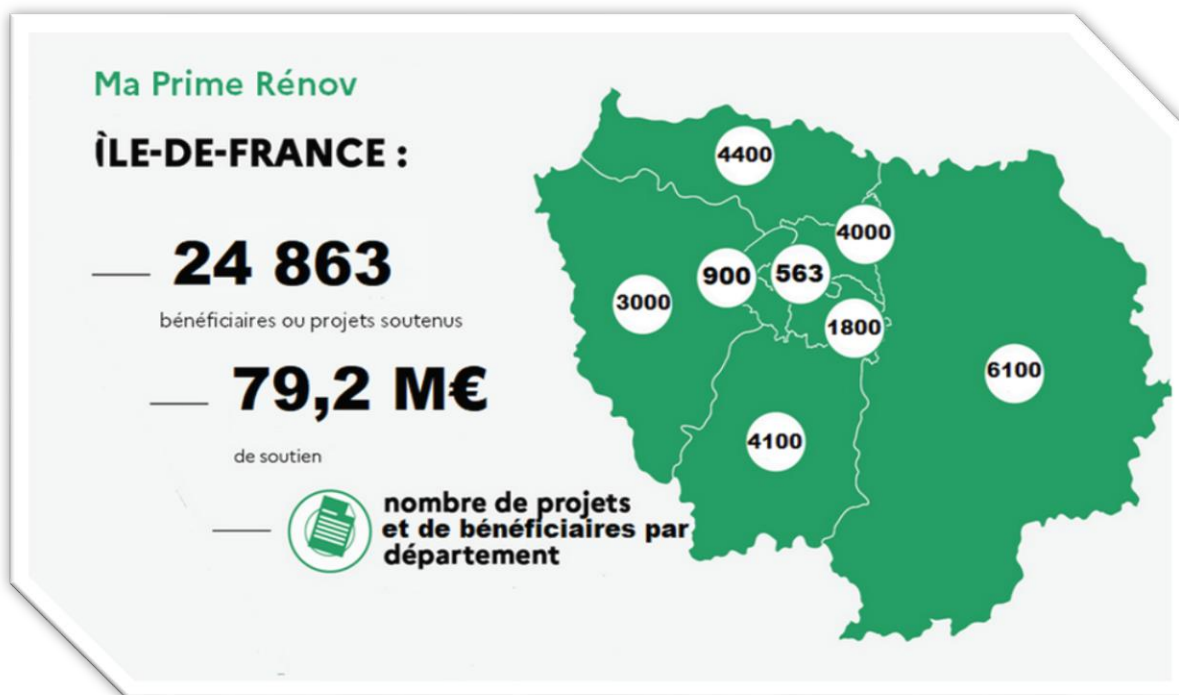 Ma Prime Rénov
ÎLE-DE-FRANCE :
24 863
bénéficiaires ou projets soutenus
79,2 M€
de soutien
nombre de projets
et de bénéficiaires par
département
4400
4000
900
563
3000
1800
6100
4100